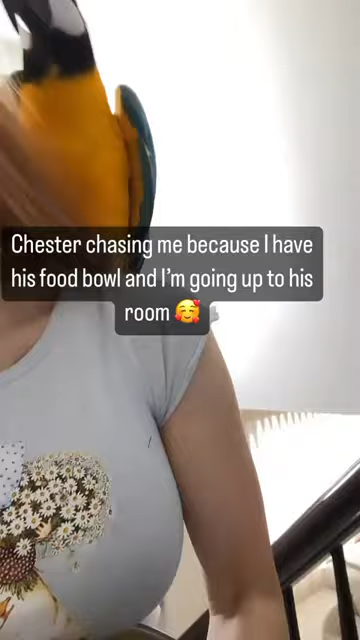 Chester chasing me because I have
his food bowl and I'm going up to his
room 🥰